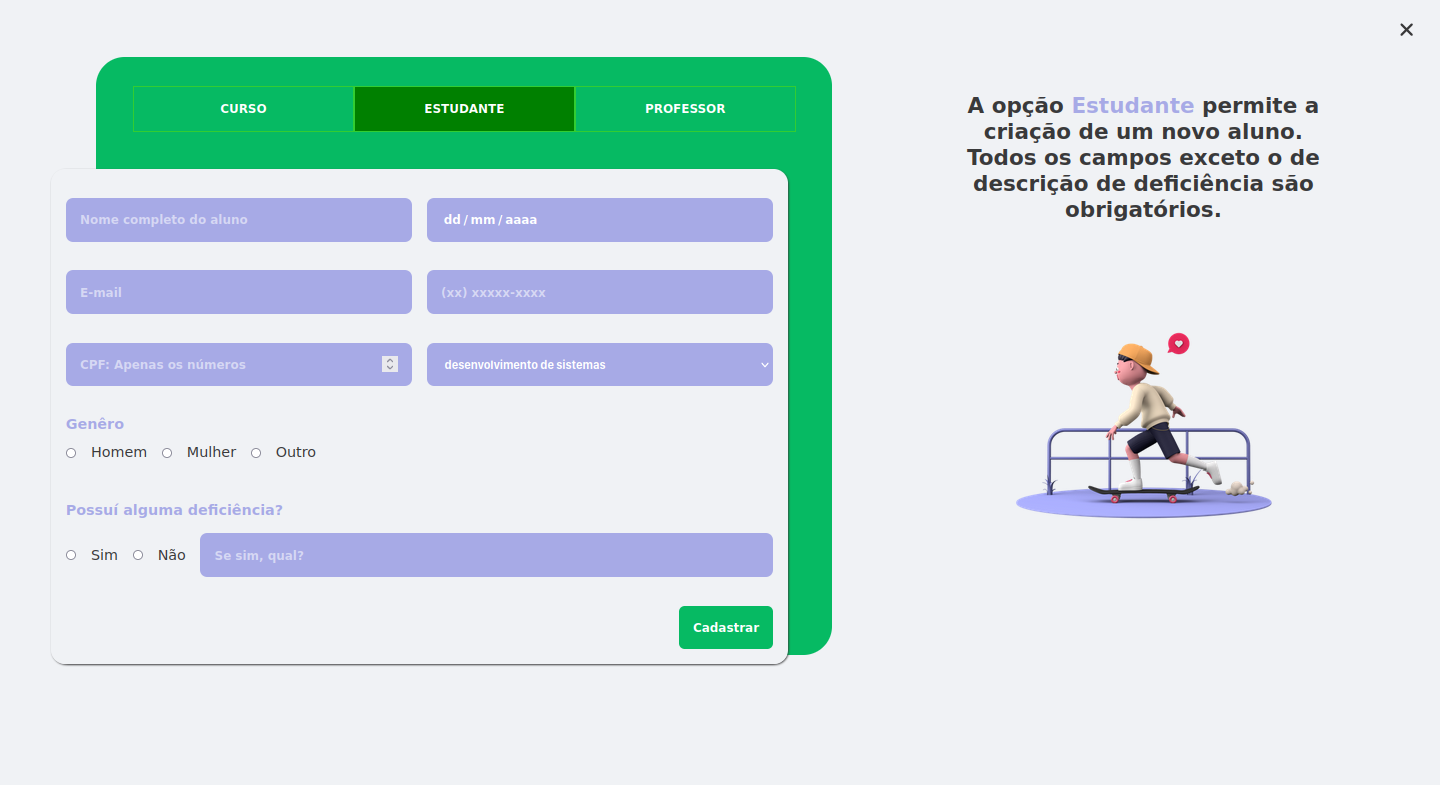 CURSO
ESTUDANTE
PROFESSOR
Nome completo do aluno
dd/mm/aaaa
E-mail
(xx) xxxxx-xxxx
CPF: Apenas os números
desenvolvimento de sistemas
Genêro
Homem
Mulher
Outro
Possuí alguma deficiência?
Sim
Não
Se sim, qual?
Cadastrar
A opção Estudante permite a
criação de um novo aluno.
Todos os campos exceto o de
descrição de deficiência são
obrigatórios.